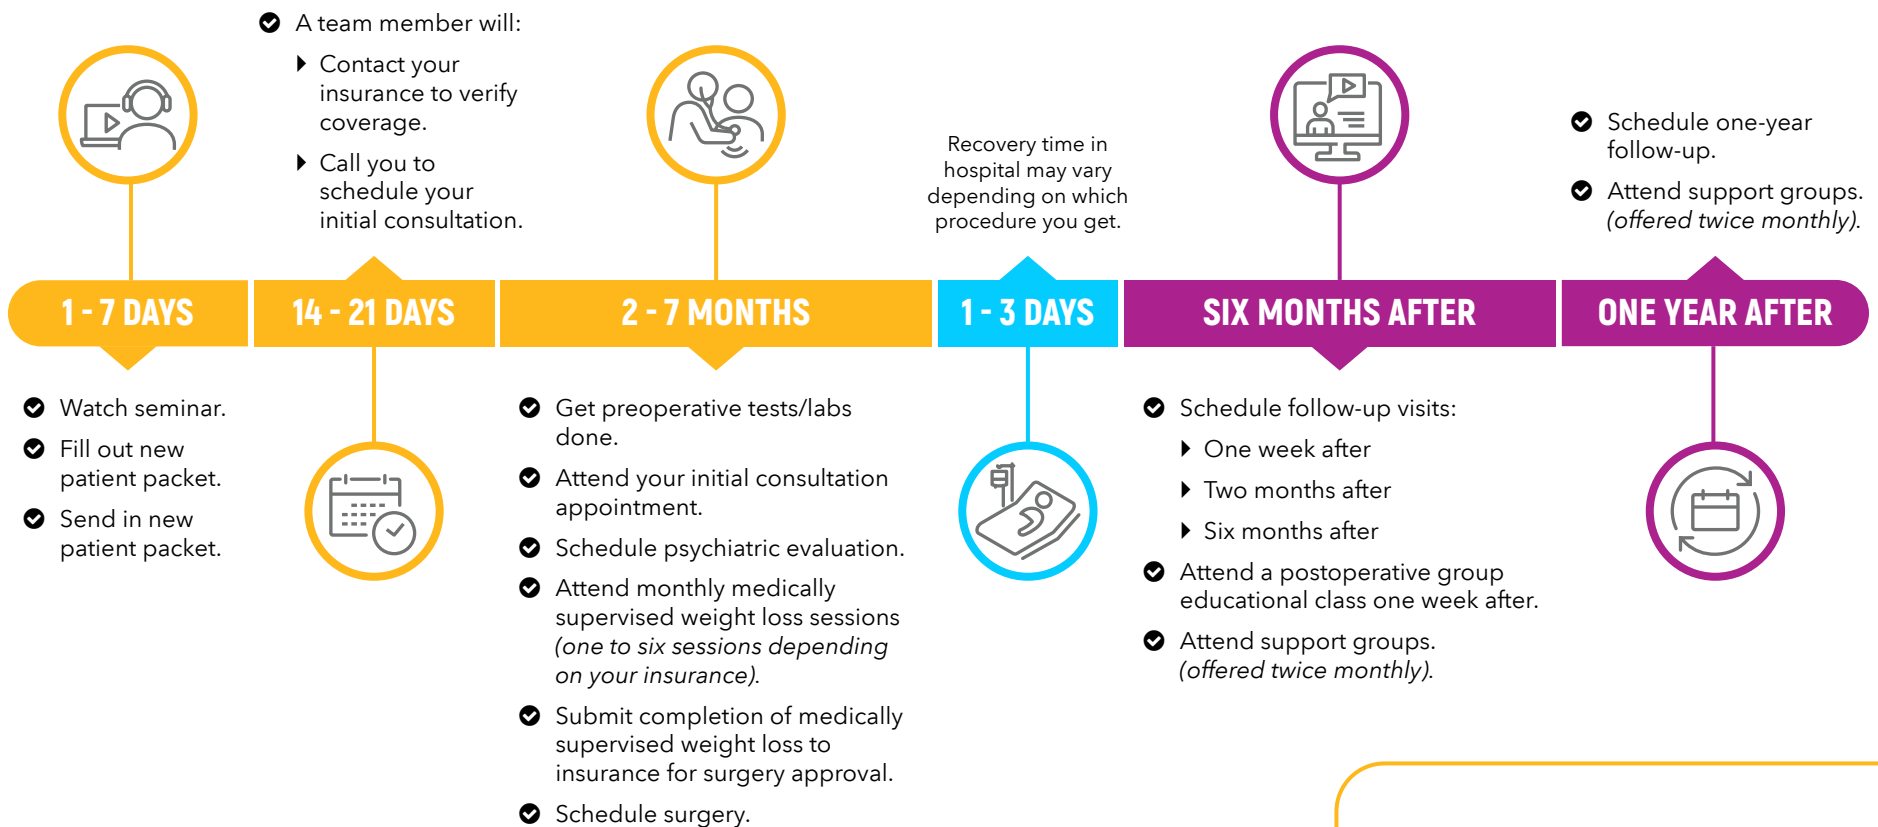 1 - 7 DAYS
Watch seminar.
Fill out new
patient packet.
Send in new
patient packet.
A team member will:
Contact your
insurance to verify
coverage.
Call you to
schedule your
initial consultation.
14 - 21 DAYS
2 - 7 MONTHS
Get preoperative tests/labs
done.
Attend your initial consultation
appointment.
Schedule psychiatric evaluation.
Attend monthly medically
supervised weight loss sessions
(one to six sessions depending
on your insurance).
Submit completion of medically
supervised weight loss to
insurance for surgery approval.
Schedule surgery.
Recovery time in
hospital may vary
depending on which
procedure you get.
1 - 3 DAYS
SIX MONTHS AFTER
Schedule follow-up visits:
One week after
Two months after
Six months after
Attend a postoperative group
educational class one week after.
Attend support groups.
(offered twice monthly).
Schedule one-year
follow-up.
Attend support groups.
(offered twice monthly).
ONE YEAR AFTER